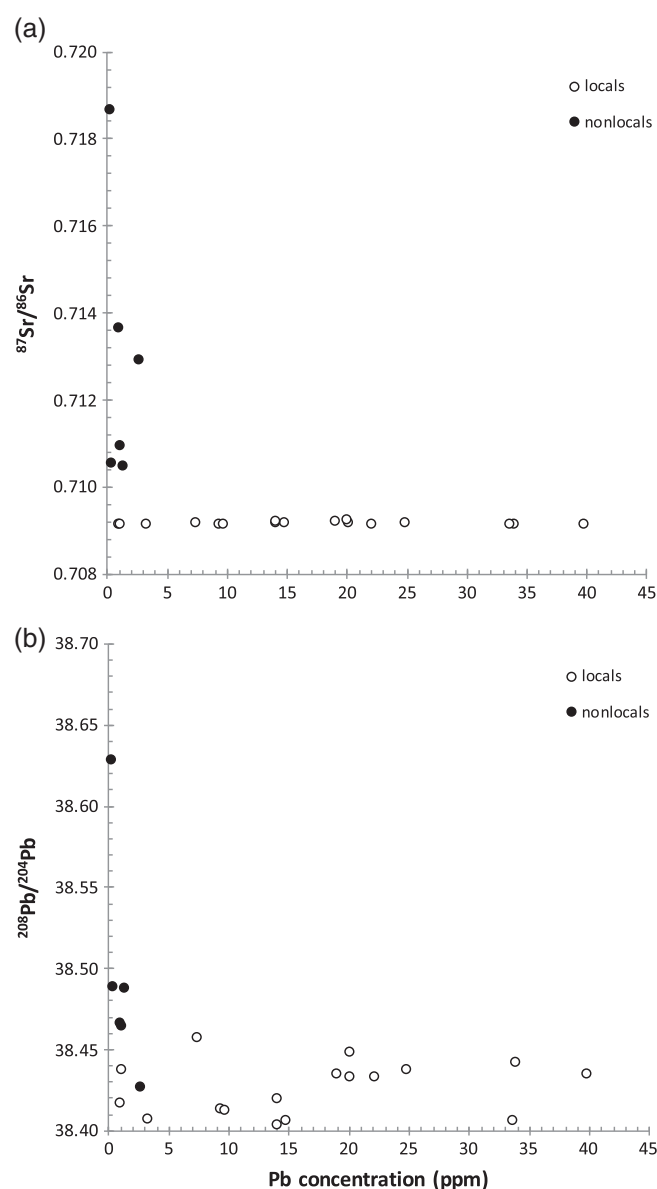 (a)
0.720
0.718
0.716
0.714
0.712
0.710
0.708
⁸⁷Sr/⁸⁶Sr
locals
nonlocals
0 5 10 15 20 25 30 35 40 45
(b)
38.70
38.65
38.60
38.55
38.50
38.45
38.40
²⁰⁸Pb/²⁰⁴Pb
locals
nonlocals
0 5 10 15 20 25 30 35 40 45
Pb concentration (ppm)